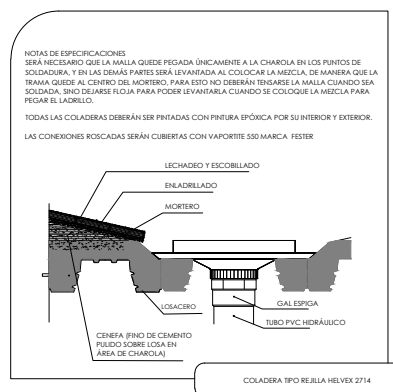 NOTAS DE ESPECIFICACIONES
SERÁ NECESARIO QUE LA MALLA QUEDE PEGADA ÚNICAMENTE A LA CHAROLA EN LOS PUNTOS DE
SOLDADURA, Y EN LAS DEMÁS PARTES SERÁ LEVANTADA AL COLOCAR LA MEZCLA, DE MANERA QUE LA
TRAMA QUEDE AL CENTRO DEL MORTERO, PARA ESTO NO DEBERÁN TENSARSE LA MALLA CUANDO SEA
SOLDADA, SINO DEJARSE FLOJA PARA PODER LEVANTARLA CUANDO SE COLOQUE LA MEZCLA PARA
PEGAR EL LADRILLO.
TODAS LAS COLADERAS DEBERÁN SER PINTADAS CON PINTURA EPÓXICA POR SU INTERIOR Y EXTERIOR.
LAS CONEXIONES ROSCADAS SERÁN CUBIERTAS CON VAPORTITE 550 MARCA FESTER
LECHADEO Y ESCOBILLADO
ENLADRILLADO
MORTERO
LOSACERO
GAL ESPIGA
TUBO PVC HIDRÁULICO
CENEFA (FINO DE CEMENTO
PULIDO SOBRE LOSA EN
ÁREA DE CHAROLA)
COLADERA TIPO REJILLA HELVEX 2714